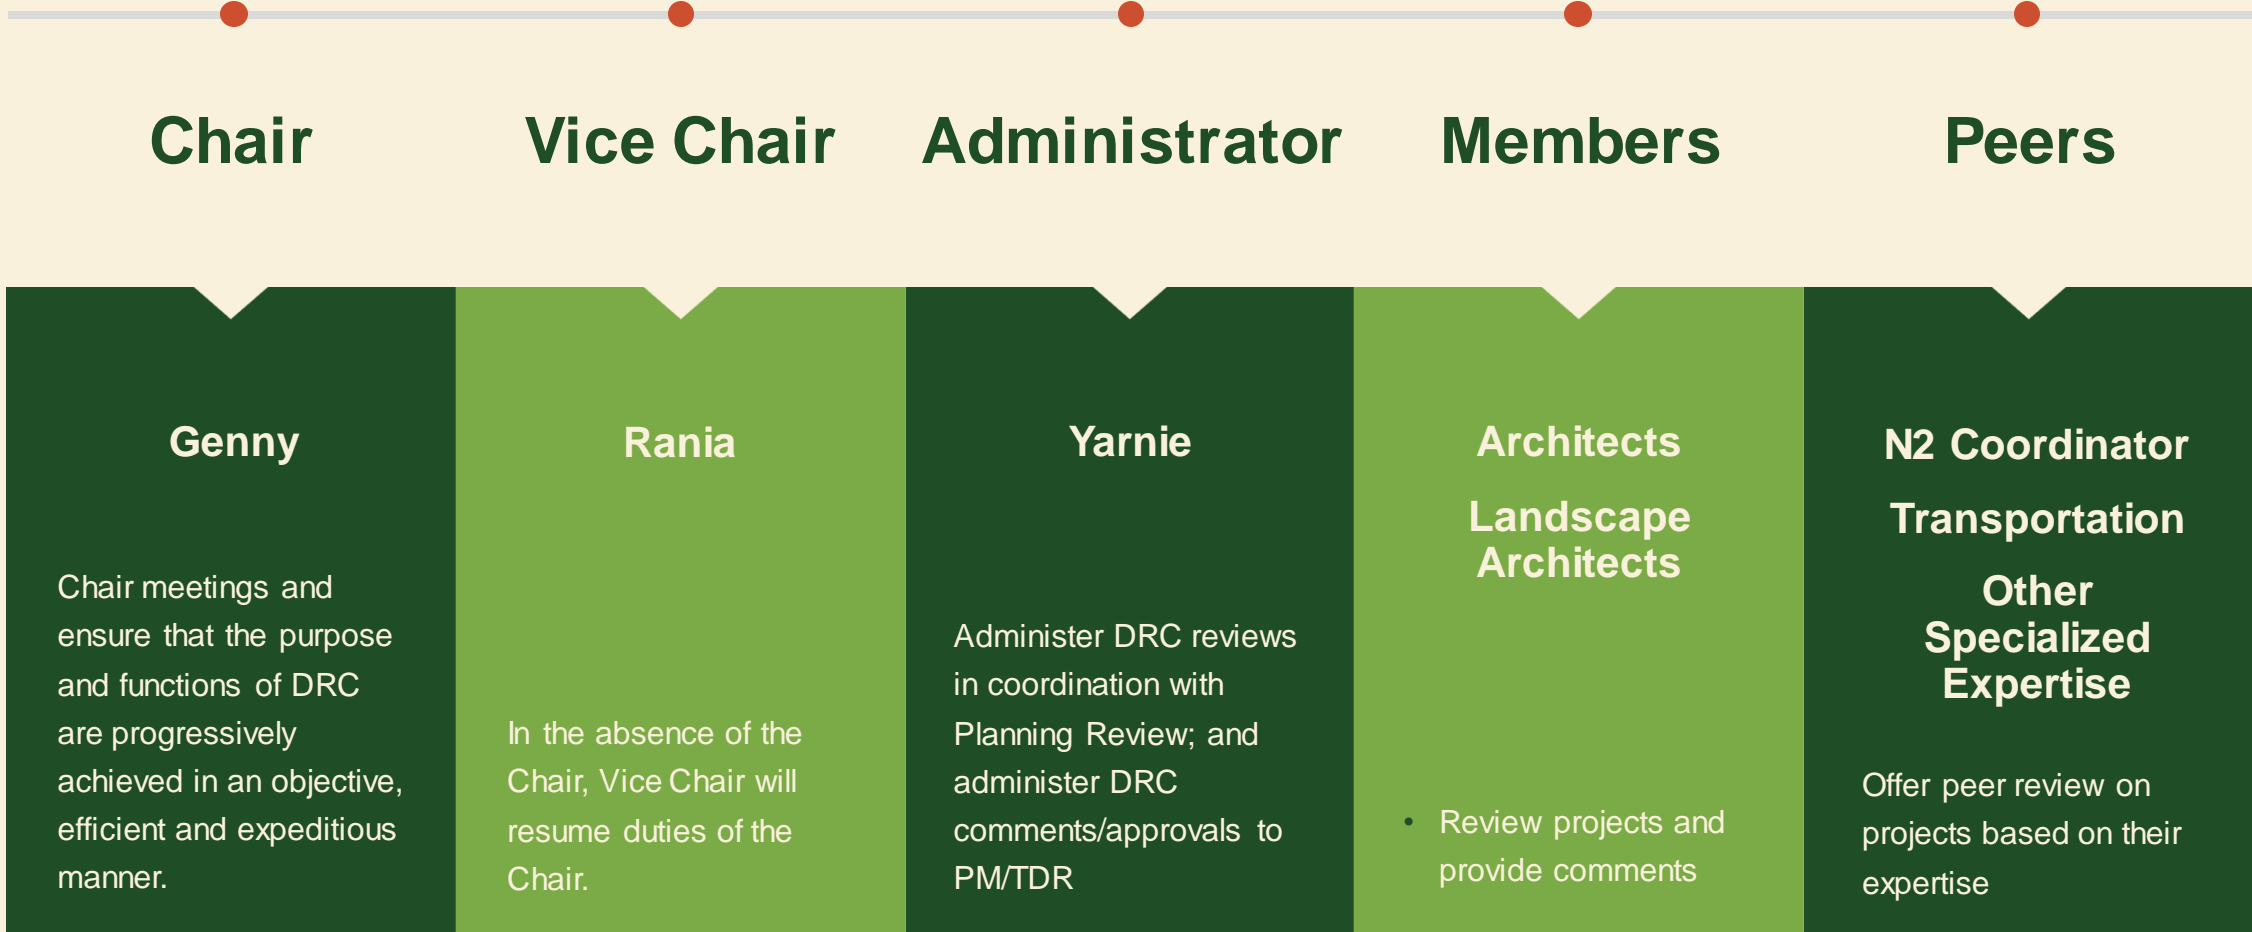 Chair
Vice Chair
Administrator
Members
Peers
Genny
Chair meetings and
ensure that the purpose
and functions of DRC
are progressively
achieved in an objective,
efficient and expeditious
manner.
Rania
In the absence of the
Chair, Vice Chair will
resume duties of the
Chair.
Yarnie
Administer DRC reviews
in coordination with
Planning Review; and
administer DRC
comments/approvals to
PM/TDR
Architects
Landscape
Architects
• Review projects and
provide comments
N2 Coordinator
Transportation
Other
Specialized
Expertise
Offer peer review on
projects based on their
expertise